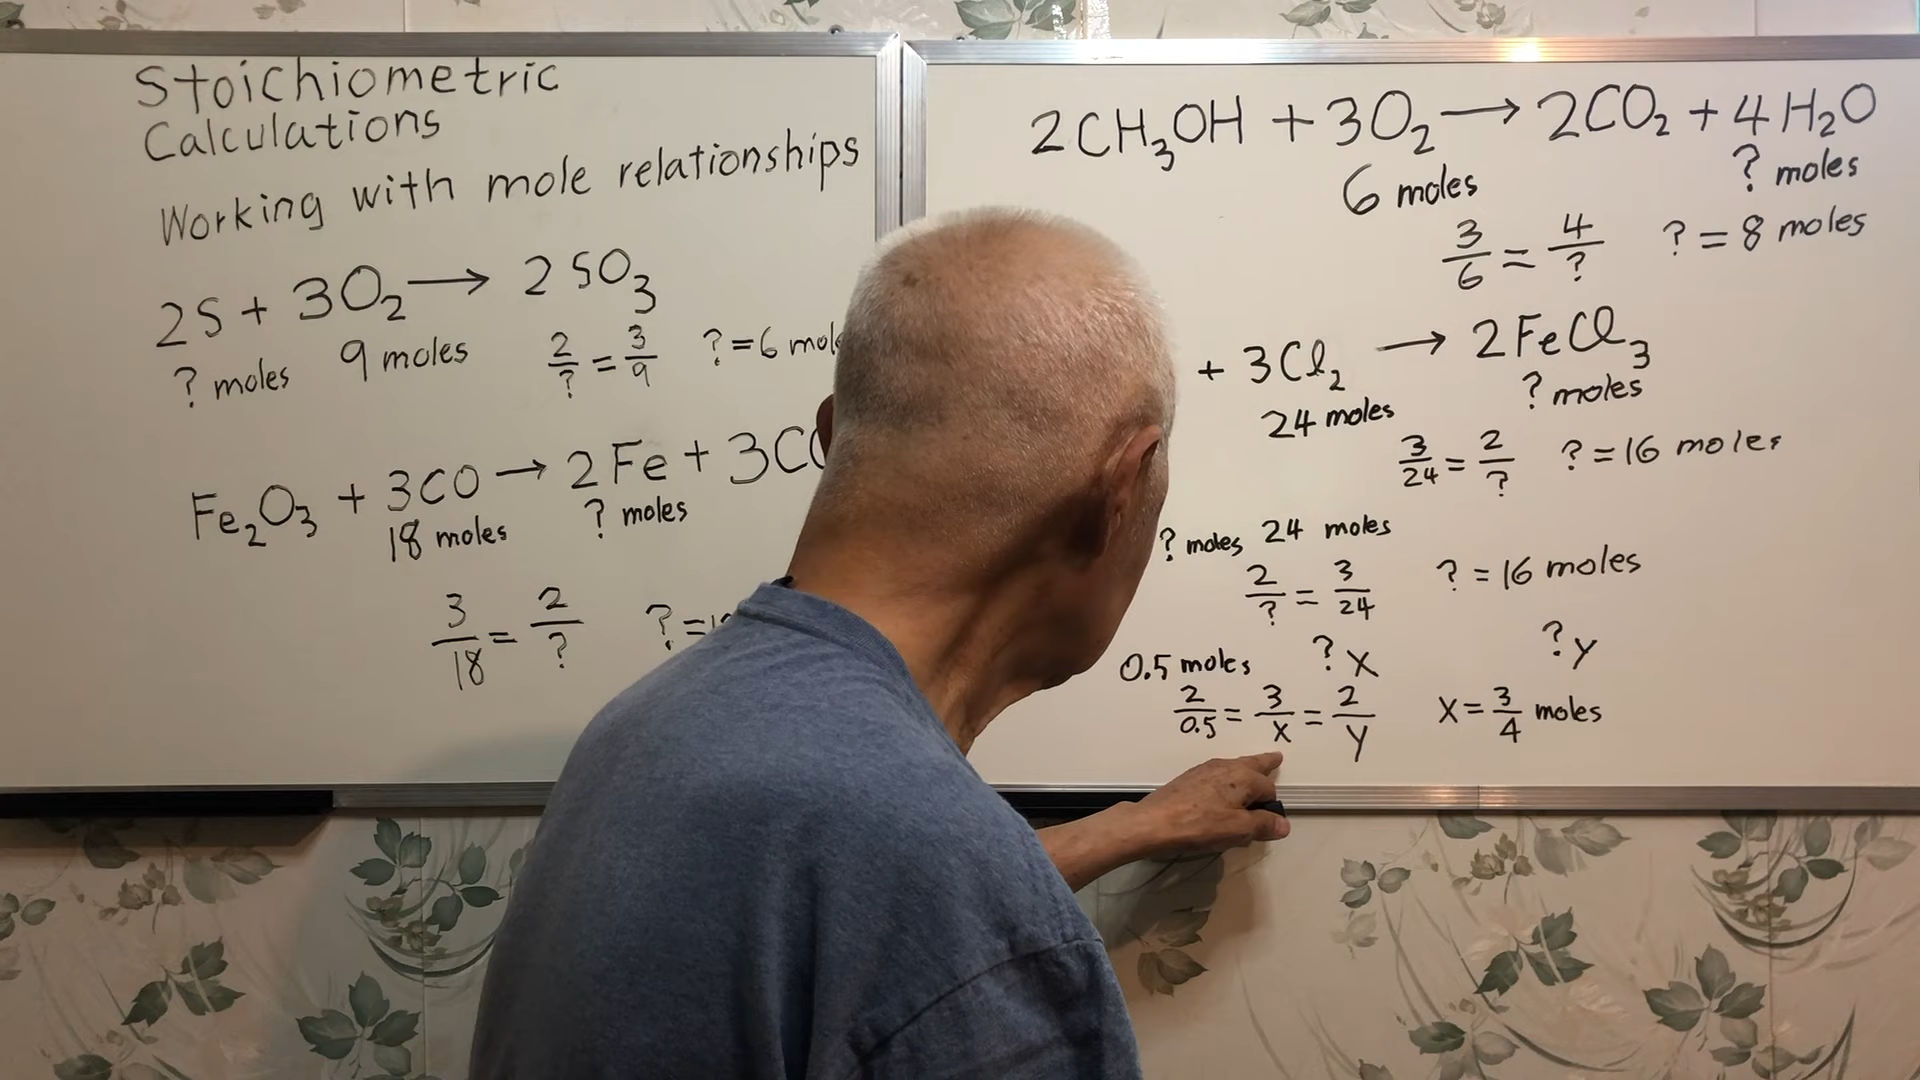 Stoichiometric
Calculations
Working with mole relationships
2S + 3O₂ → 2SO₃
? moles 9 moles 2/? = 3/9 ? = 6
Fe₂O₃ + 3CO → 2Fe +
18 moles ? moles
3/18 = 2/? ? =
2CH₃OH + 3O₂ → 2CO₂ + 4H₂O
6 moles ? moles
3/6 = 4/? ? = 8 moles
+ 3Cl₂ → 2FeCl₃
24 moles ? moles
3/24 = 2/? ? = 16 moles
? moles 24 moles
2/? = 3/24 ? = 16 moles
0.5 moles ? X ? Y
2/0.5 = 3/X = 2/Y X = 3/4 moles